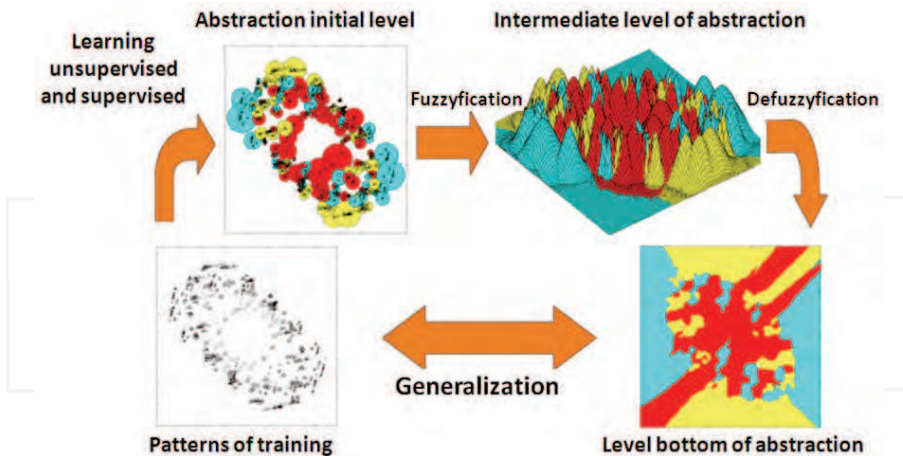 Abstraction initial level
Intermediate level of abstraction
Learning
unsupervised
and supervised
Fuzzyfication
Defuzzyfication
Generalization
Patterns of training
Level bottom of abstraction